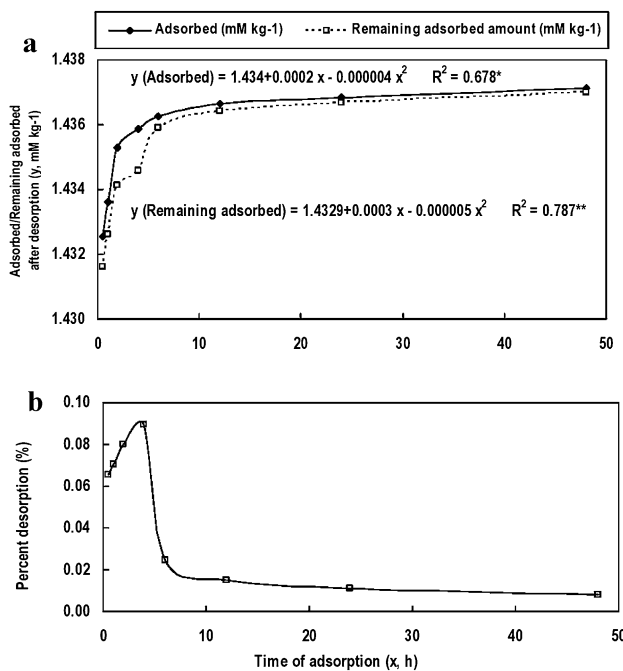 Adsorbed (mM kg-1) Remaining adsorbed amount (mM kg-1)
a
1.438
1.436
1.434
1.432
1.430
y (Adsorbed) = 1.434+0.0002 x - 0.000004 x² R² = 0.678*
y (Remaining adsorbed) = 1.4329+0.0003 x - 0.000005 x² R² = 0.787**
Adsorbed/Remaining adsorbed
after desorption (y, mM kg-1)
0 10 20 30 40 50
b
0.10
0.08
0.06
0.04
0.02
0.00
Percent desorption (%)
0 10 20 30 40 50
Time of adsorption (x, h)